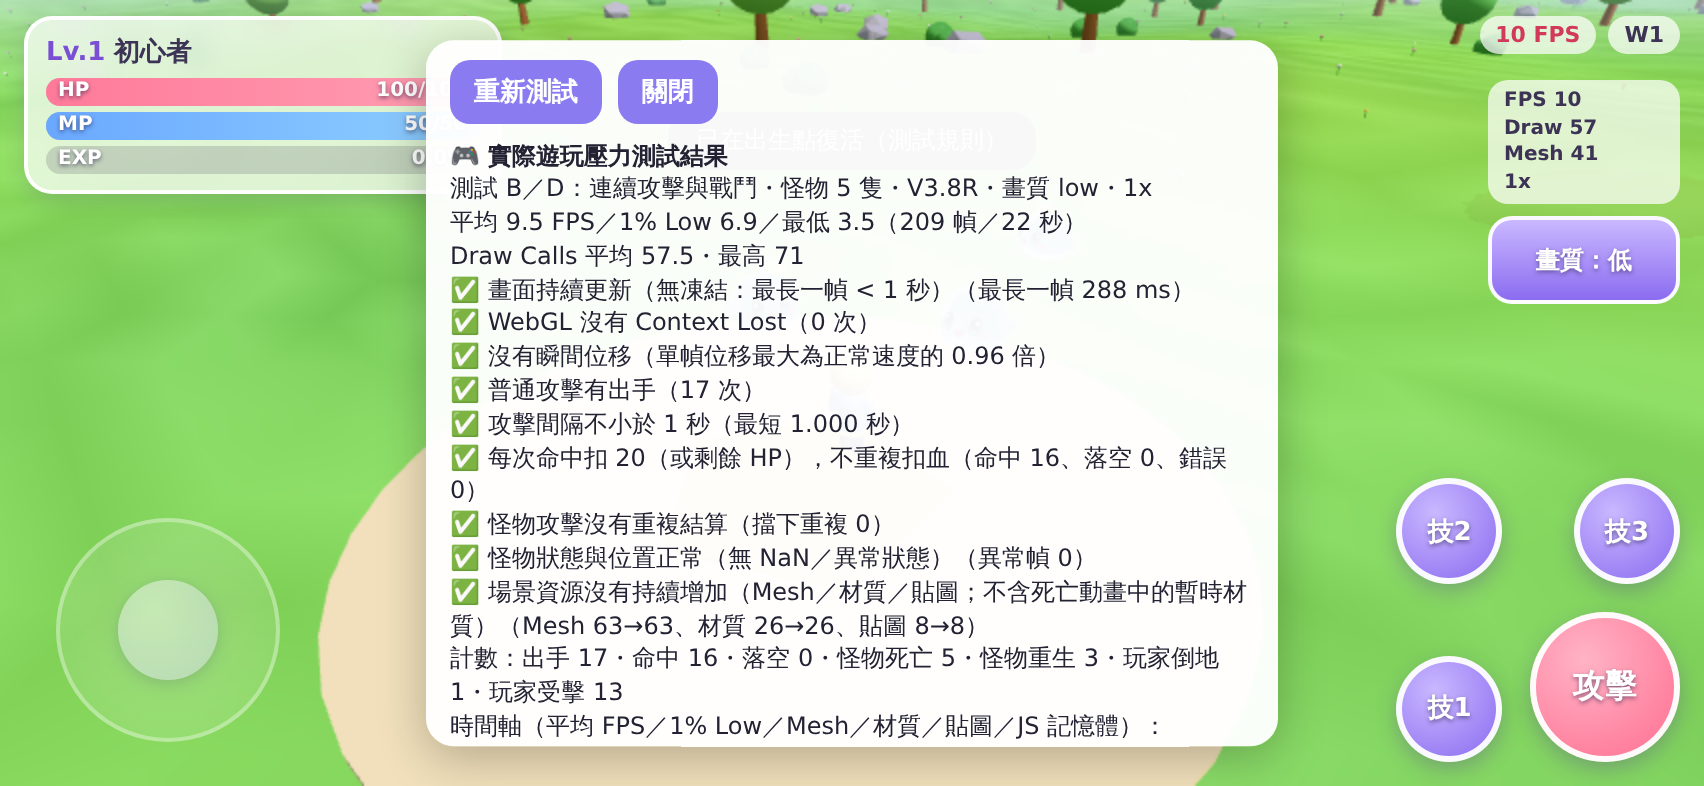 Lv.1 初心者
HP 100/10
MP 50/5
EXP 0
重新測試
關閉
已在出生點復活（測試規則）
🎮 實際遊玩壓力測試結果
測試 B／D：連續攻擊與戰鬥・怪物 5 隻・V3.8R・畫質 low・1x
平均 9.5 FPS／1% Low 6.9／最低 3.5（209 幀／22 秒）
Draw Calls 平均 57.5・最高 71
✅ 畫面持續更新（無凍結：最長一幀 < 1 秒）（最長一幀 288 ms）
✅ WebGL 沒有 Context Lost（0 次）
✅ 沒有瞬間位移（單幀位移最大為正常速度的 0.96 倍）
✅ 普通攻擊有出手（17 次）
✅ 攻擊間隔不小於 1 秒（最短 1.000 秒）
✅ 每次命中扣 20（或剩餘 HP），不重複扣血（命中 16、落空 0、錯誤
0）
✅ 怪物攻擊沒有重複結算（擋下重複 0）
✅ 怪物狀態與位置正常（無 NaN／異常狀態）（異常幀 0）
✅ 場景資源沒有持續增加（Mesh／材質／貼圖；不含死亡動畫中的暫時材
質）（Mesh 63→63、材質 26→26、貼圖 8→8）
計數：出手 17・命中 16・落空 0・怪物死亡 5・怪物重生 3・玩家倒地
1・玩家受擊 13
時間軸（平均 FPS／1% Low／Mesh／材質／貼圖／JS 記憶體）：
10 FPS
W1
FPS 10
Draw 57
Mesh 41
1x
畫質：低
技2
技3
技1
攻擊